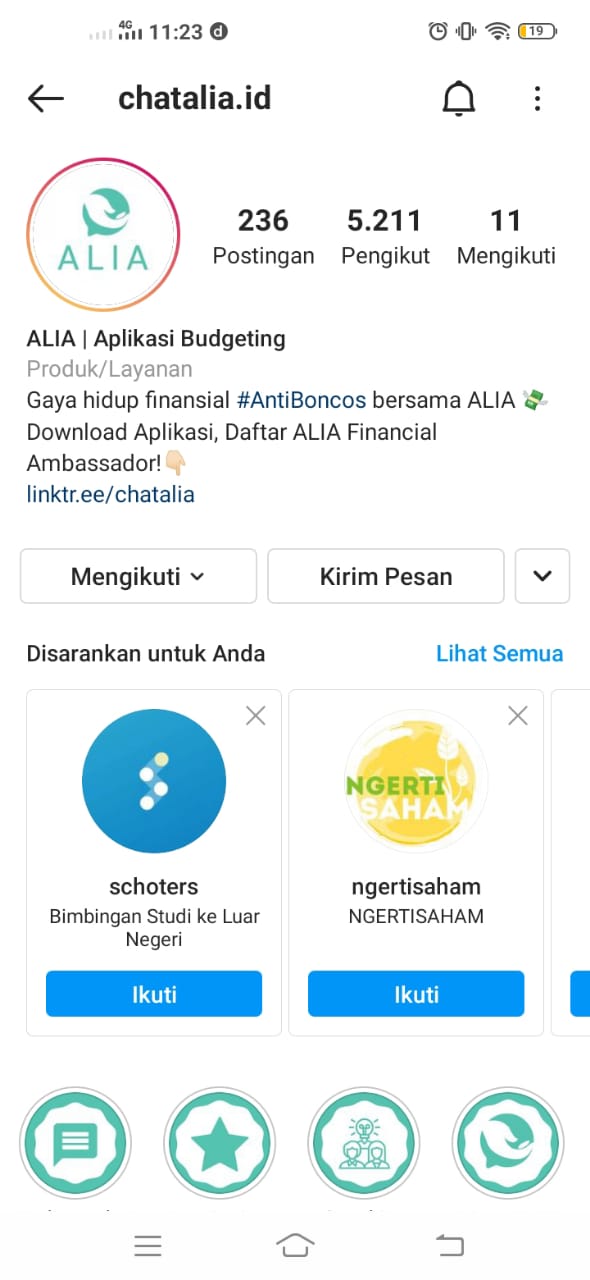 4G 11:23 19
chatalia.id
ALIA
236 5.211 11
Postingan Pengikut Mengikuti
ALIA | Aplikasi Budgeting
Produk/Layanan
Gaya hidup finansial #AntiBoncos bersama ALIA 💸
Download Aplikasi, Daftar ALIA Financial
Ambassador!👇🏻
linktr.ee/chatalia
Mengikuti Kirim Pesan
Disarankan untuk Anda Lihat Semua
NGERTI
SAHAM
schoters ngertisaham
Bimbingan Studi ke Luar NGERTISAHAM
Negeri
Ikuti Ikuti